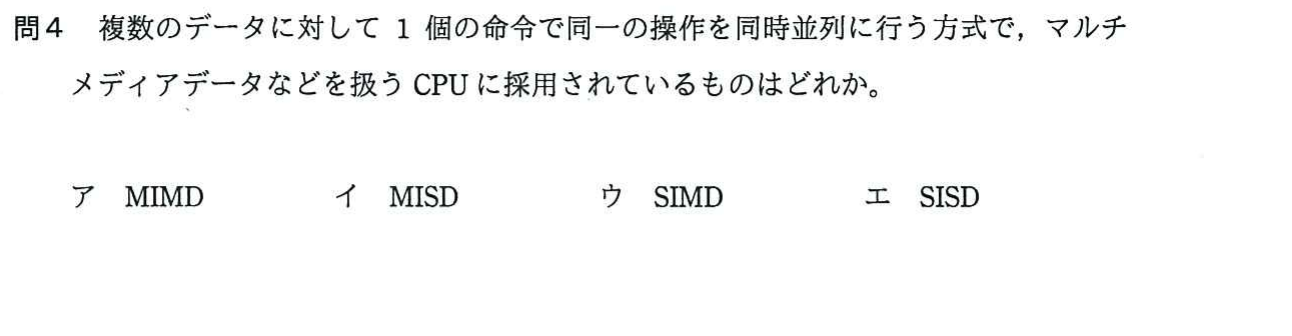 問4 複数のデータに対して 1 個の命令で同一の操作を同時並列に行う方式で，マルチ
メディアデータなどを扱う CPU に採用されているものはどれか。
ア MIMD イ MISD ウ SIMD エ SISD